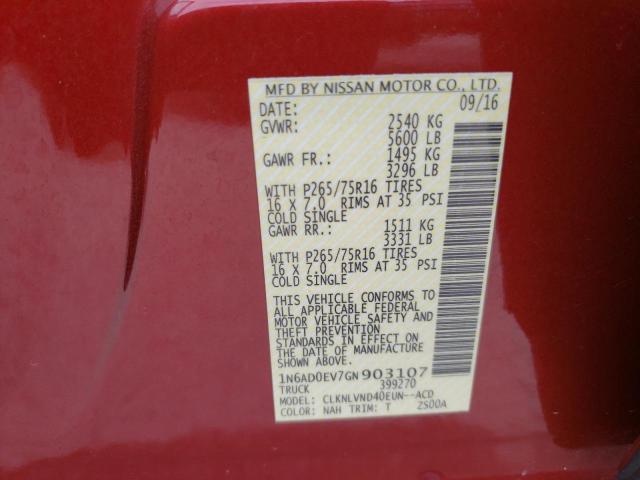 MFD BY NISSAN MOTOR CO., LTD.
DATE: 09/16
GVWR: 2540 KG
5600 LB
GAWR FR.: 1495 KG
3296 LB
WITH P265/75R16 TIRES
16 X 7.0 RIMS AT 35 PSI
COLD SINGLE
GAWR RR.: 1511 KG
3331 LB
WITH P265/75R16 TIRES
16 X 7.0 RIMS AT 35 PSI
COLD SINGLE
THIS VEHICLE CONFORMS TO
ALL APPLICABLE FEDERAL
MOTOR VEHICLE SAFETY AND
THEFT PREVENTION
STANDARDS IN EFFECT ON
THE DATE OF MANUFACTURE
SHOWN ABOVE.
1N6AD0EV7GN903107
TRUCK 399270
MODEL: CLKNLVND40EUN--ACD
COLOR: NAH TRIM: T ZS00A